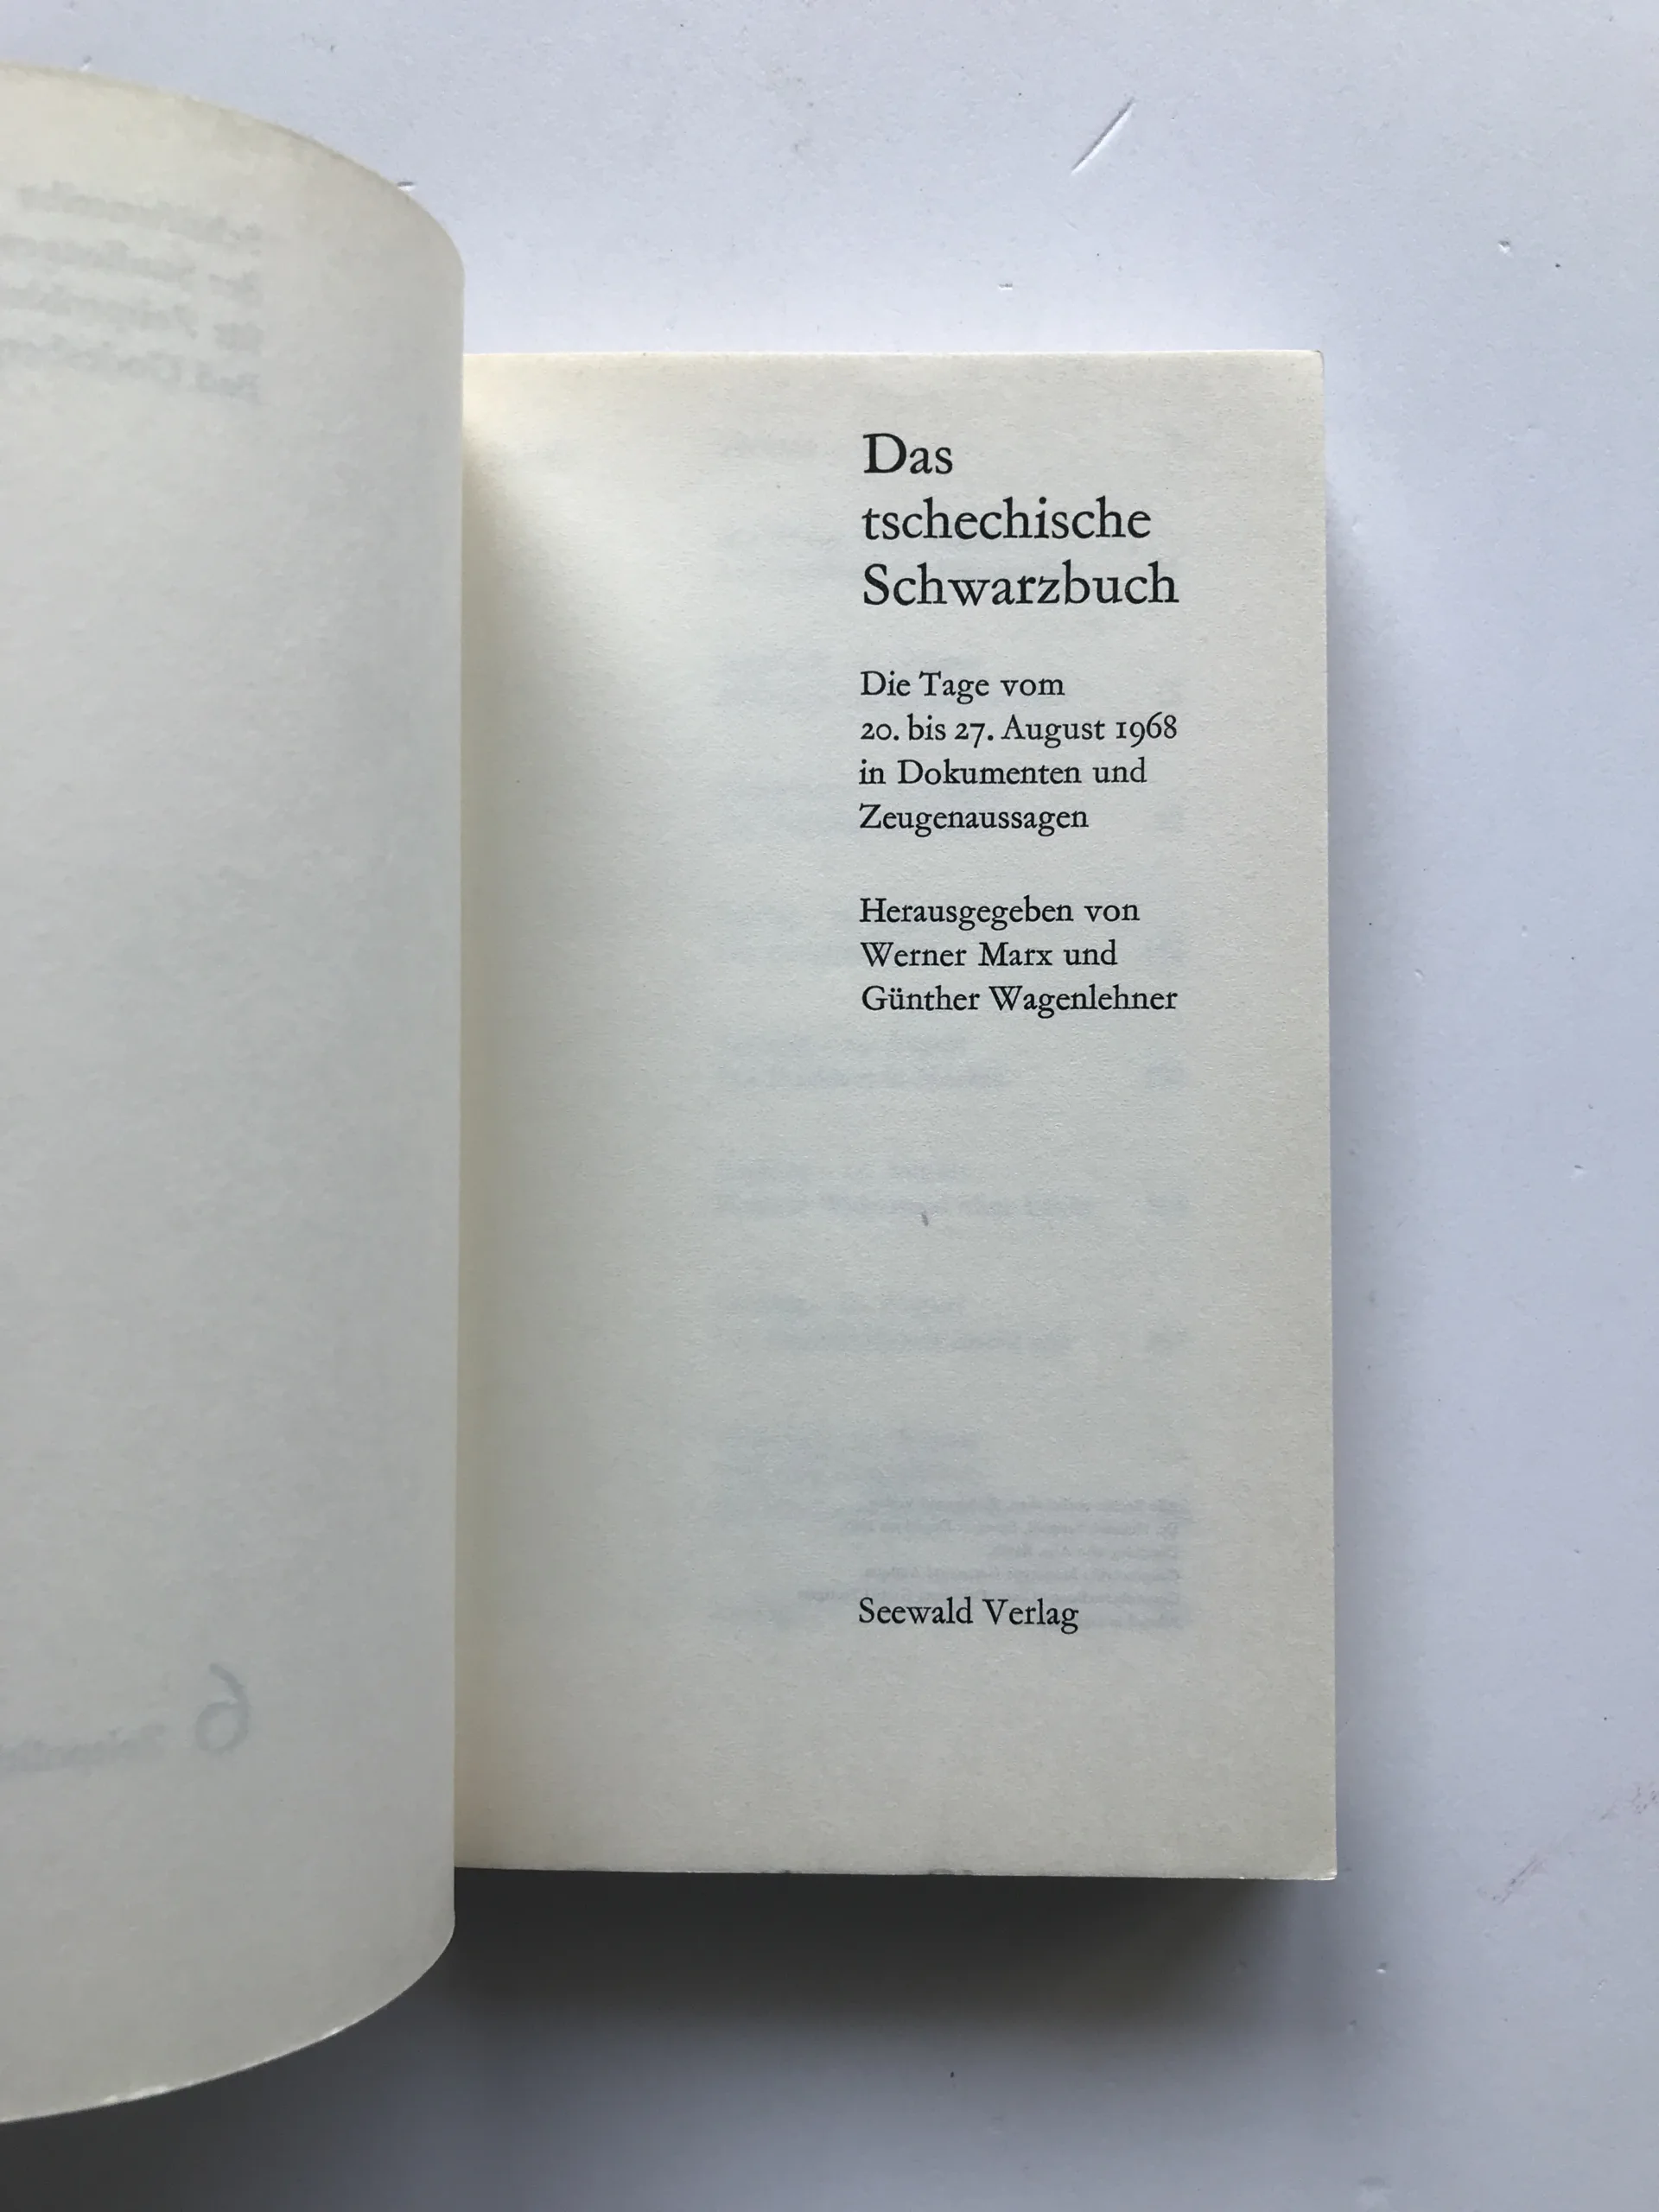 Das
tschechische
Schwarzbuch
Die Tage vom
20. bis 27. August 1968
in Dokumenten und
Zeugenaussagen
Herausgegeben von
Werner Marx und
Günther Wagenlehner
Seewald Verlag
6